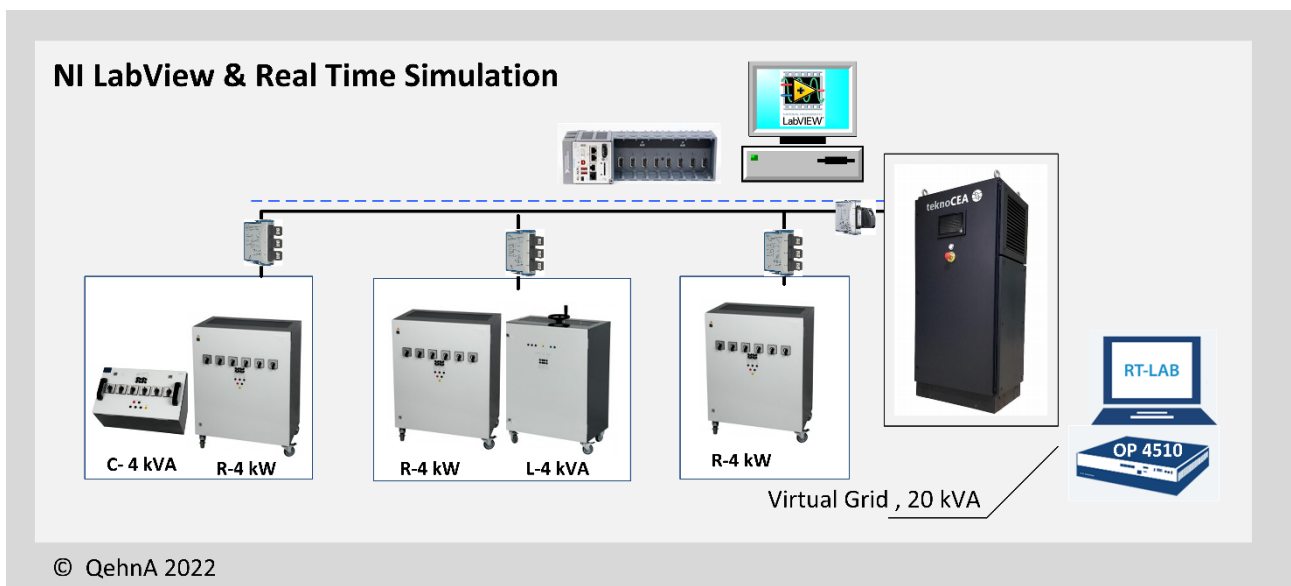 NI LabView & Real Time Simulation
LabVIEW
teknoCEA
C- 4 kVA
R-4 kW
R-4 kW
L-4 kVA
R-4 kW
RT-LAB
OP 4510
Virtual Grid , 20 kVA
© QehnA 2022